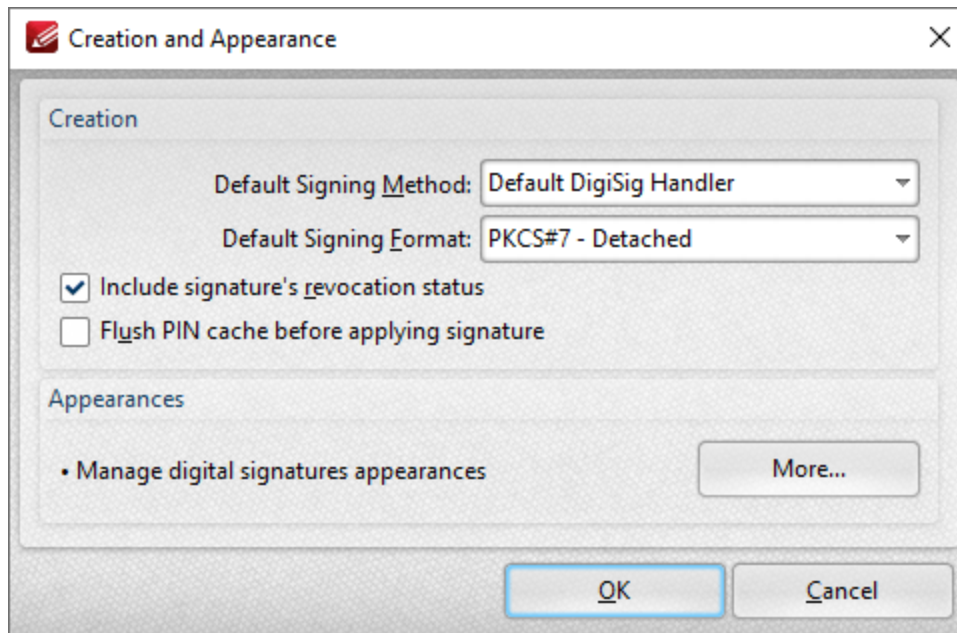 Creation and Appearance
Creation
Default Signing Method: Default DigiSig Handler
Default Signing Format: PKCS#7 - Detached
Include signature's revocation status
Flush PIN cache before applying signature
Appearances
• Manage digital signatures appearances More...
OK Cancel